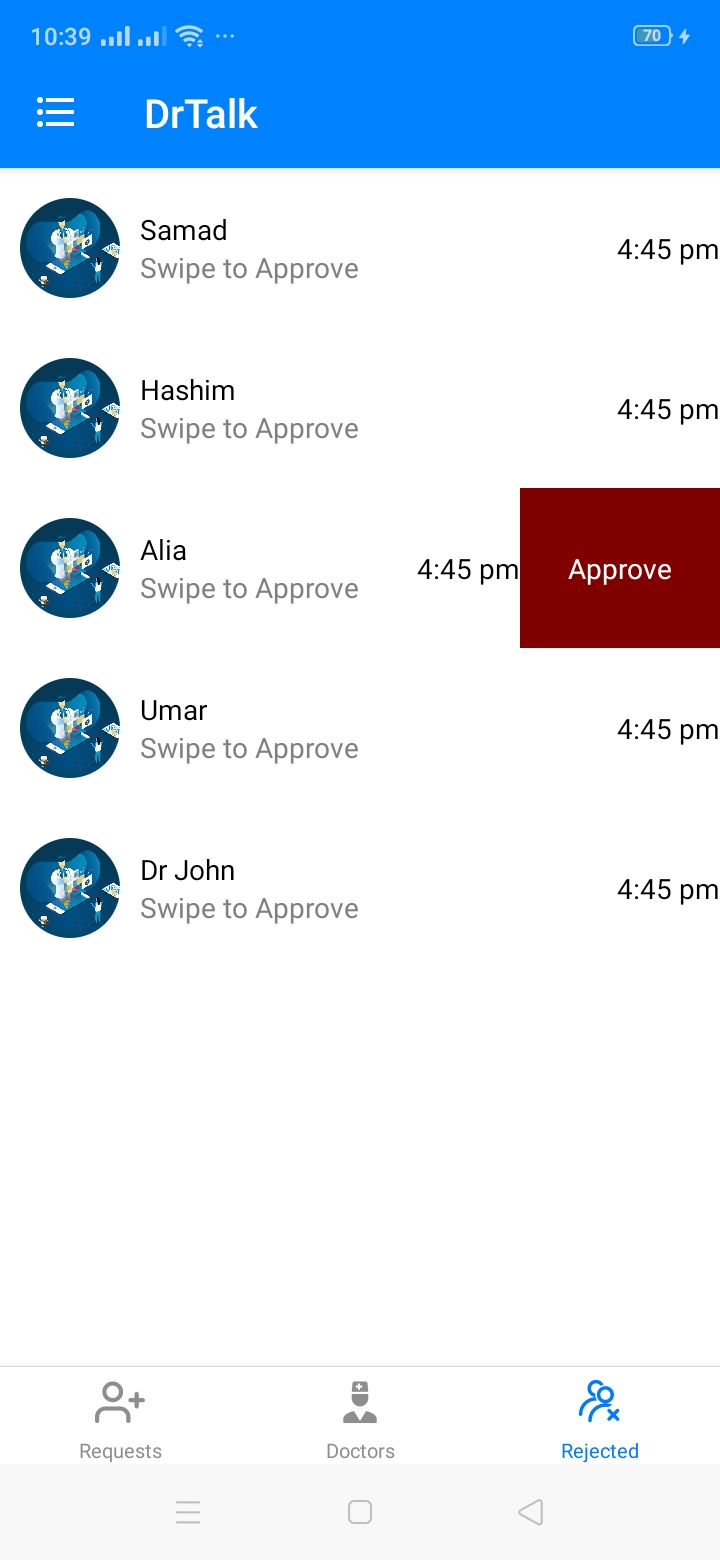 10:39 70
DrTalk
Samad
Swipe to Approve
4:45 pm
Hashim
Swipe to Approve
4:45 pm
Alia
Swipe to Approve
4:45 pm
Approve
Umar
Swipe to Approve
4:45 pm
Dr John
Swipe to Approve
4:45 pm
Requests Doctors Rejected